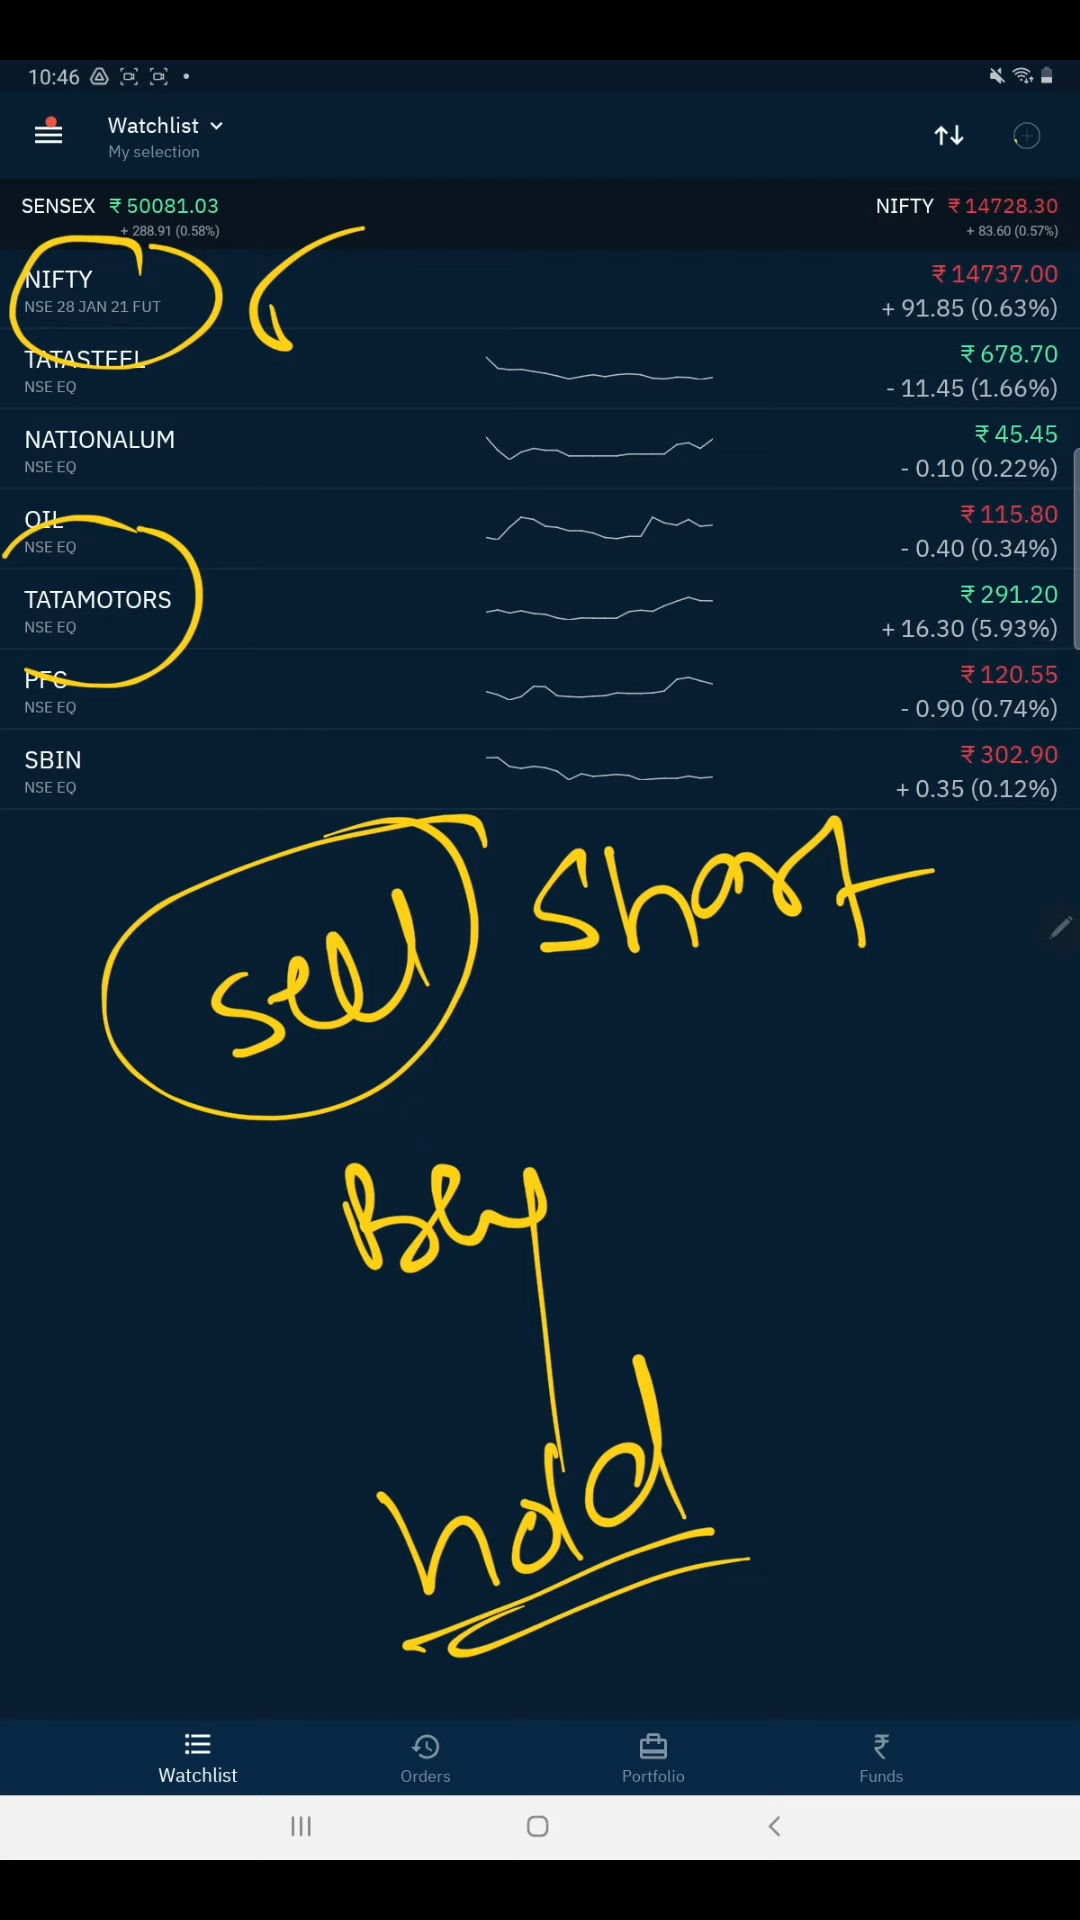 10:46
Watchlist
My selection
SENSEX ₹ 50081.03 NIFTY ₹ 14728.30
+ 288.91 (0.58%) + 83.60 (0.57%)
NIFTY ₹ 14737.00
NSE 28 JAN 21 FUT + 91.85 (0.63%)
TATASTEEL ₹ 678.70
NSE EQ - 11.45 (1.66%)
NATIONALUM ₹ 45.45
NSE EQ - 0.10 (0.22%)
OIL ₹ 115.80
NSE EQ - 0.40 (0.34%)
TATAMOTORS ₹ 291.20
NSE EQ + 16.30 (5.93%)
PFC ₹ 120.55
NSE EQ - 0.90 (0.74%)
SBIN ₹ 302.90
NSE EQ + 0.35 (0.12%)
Sell Short
Buy
hold
Watchlist Orders Portfolio Funds